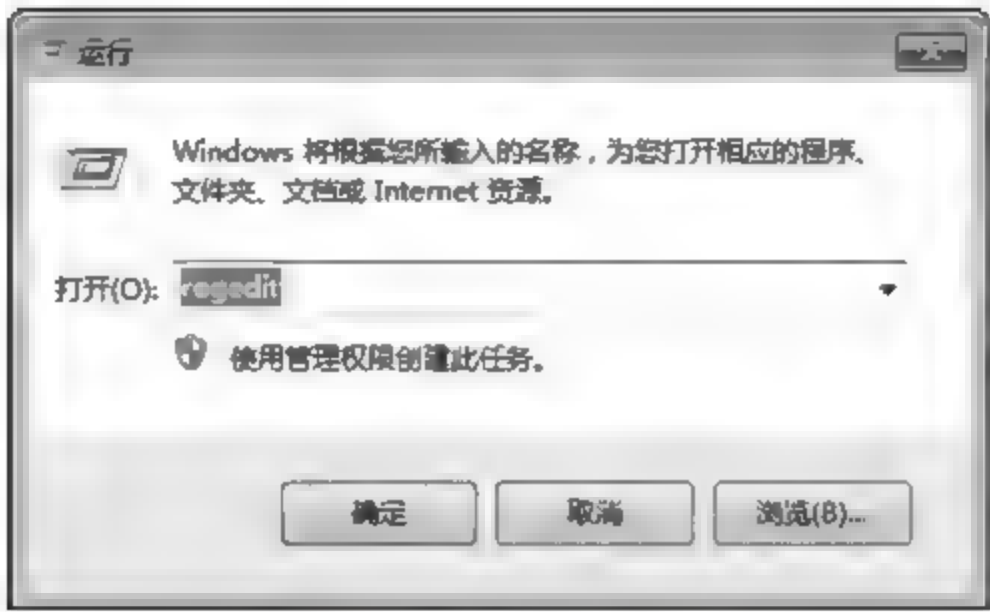 运行
Windows 将根据您所输入的名称，为您打开相应的程序、
文件夹、文档或 Internet 资源。
打开(O): regedit
使用管理权限创建此任务。
确定 取消 浏览(B)...